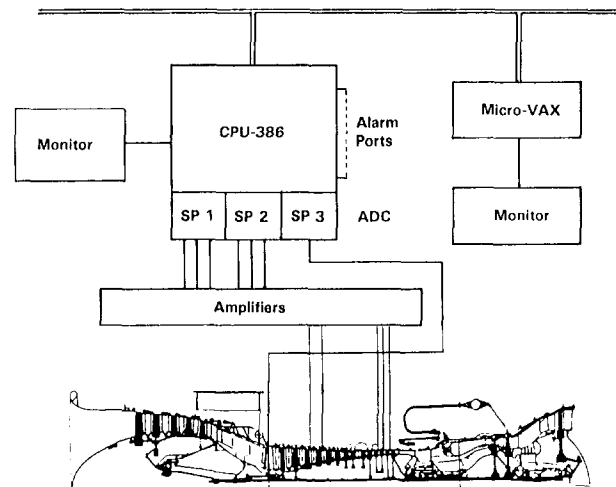 CPU-386
Alarm
Ports
Monitor
Micro-VAX
Monitor
SP 1
SP 2
SP 3
ADC
Amplifiers